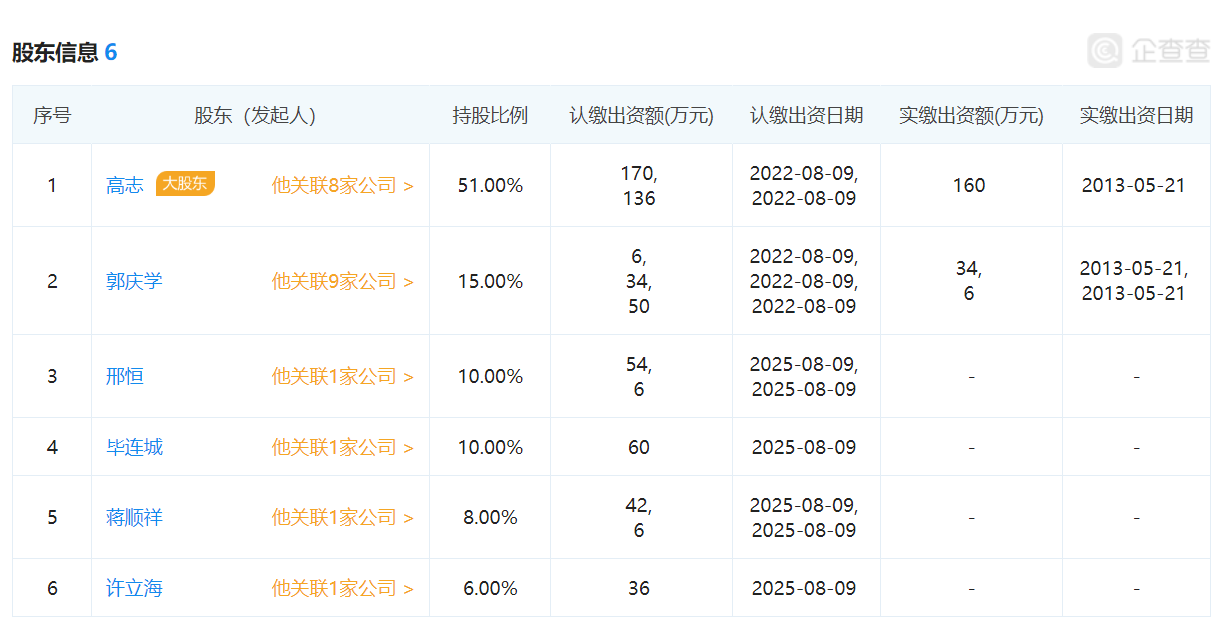 股东信息 6
企查查
序号 股东（发起人） 持股比例 认缴出资额(万元) 认缴出资日期 实缴出资额(万元) 实缴出资日期
1 高志 大股东 他关联8家公司 > 51.00% 170, 2022-08-09, 160 2013-05-21
136 2022-08-09
2 郭庆学 他关联9家公司 > 15.00% 6, 2022-08-09, 34, 2013-05-21,
34, 2022-08-09, 6 2013-05-21
50 2022-08-09
3 邢恒 他关联1家公司 > 10.00% 54, 2025-08-09, - -
6 2025-08-09
4 毕连城 他关联1家公司 > 10.00% 60 2025-08-09 - -
5 蒋顺祥 他关联1家公司 > 8.00% 42, 2025-08-09, - -
6 2025-08-09
6 许立海 他关联1家公司 > 6.00% 36 2025-08-09 - -